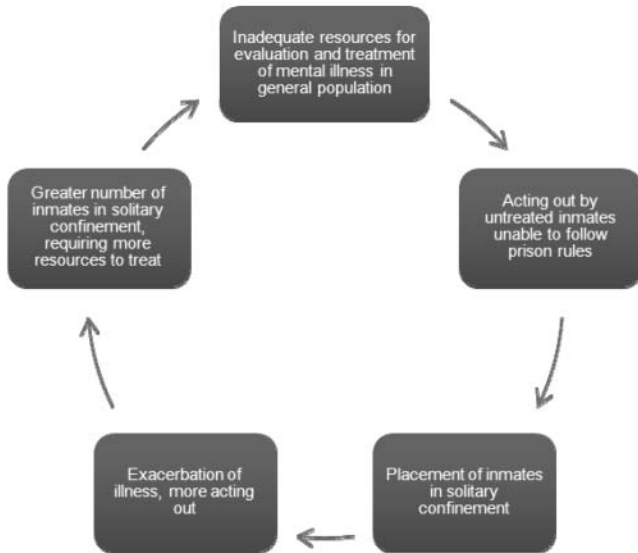 Inadequate resources for
evaluation and treatment
of mental illness in
general population
Acting out by
untreated inmates
unable to follow
prison rules
Placement of inmates
in solitary
confinement
Exacerbation of
illness, more acting
out
Greater number of
inmates in solitary
confinement,
requiring more
resources to treat